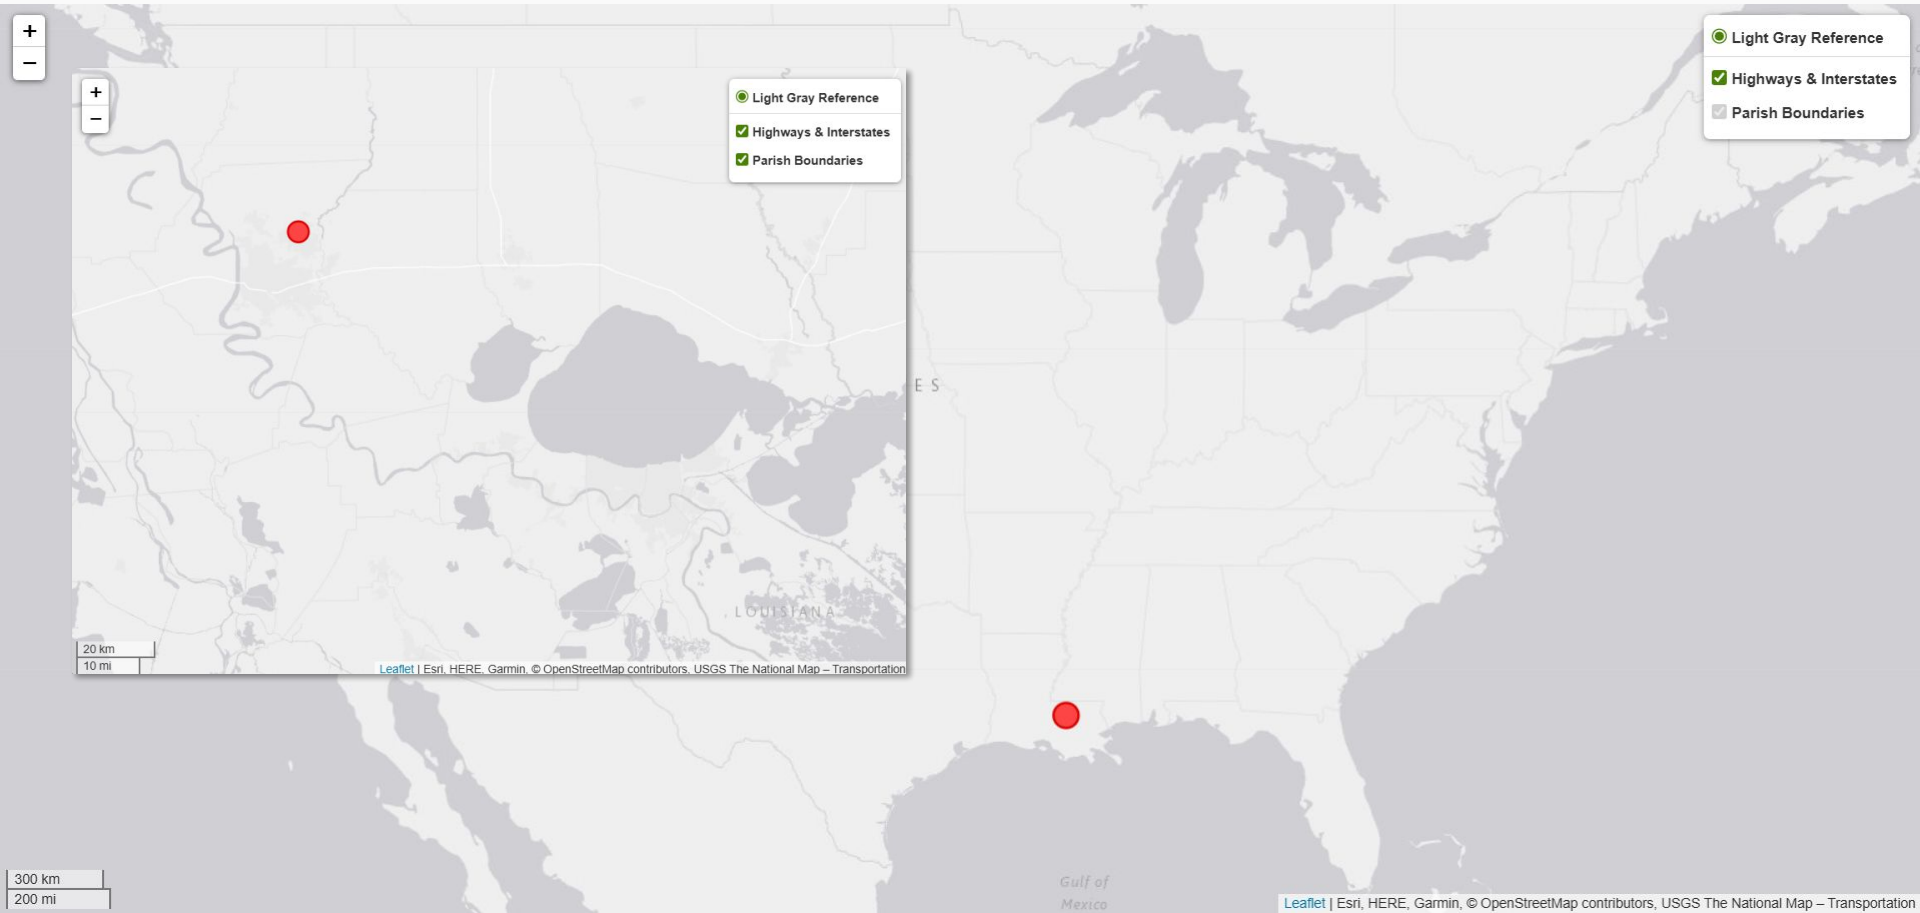 +
−
Light Gray Reference
Highways & Interstates
Parish Boundaries
+
−
Light Gray Reference
Highways & Interstates
Parish Boundaries
E S
LOUISIANA
20 km
10 mi
Leaflet | Esri, HERE, Garmin, © OpenStreetMap contributors, USGS The National Map – Transportation
Gulf of
Mexico
300 km
200 mi
Leaflet | Esri, HERE, Garmin, © OpenStreetMap contributors, USGS The National Map – Transportation